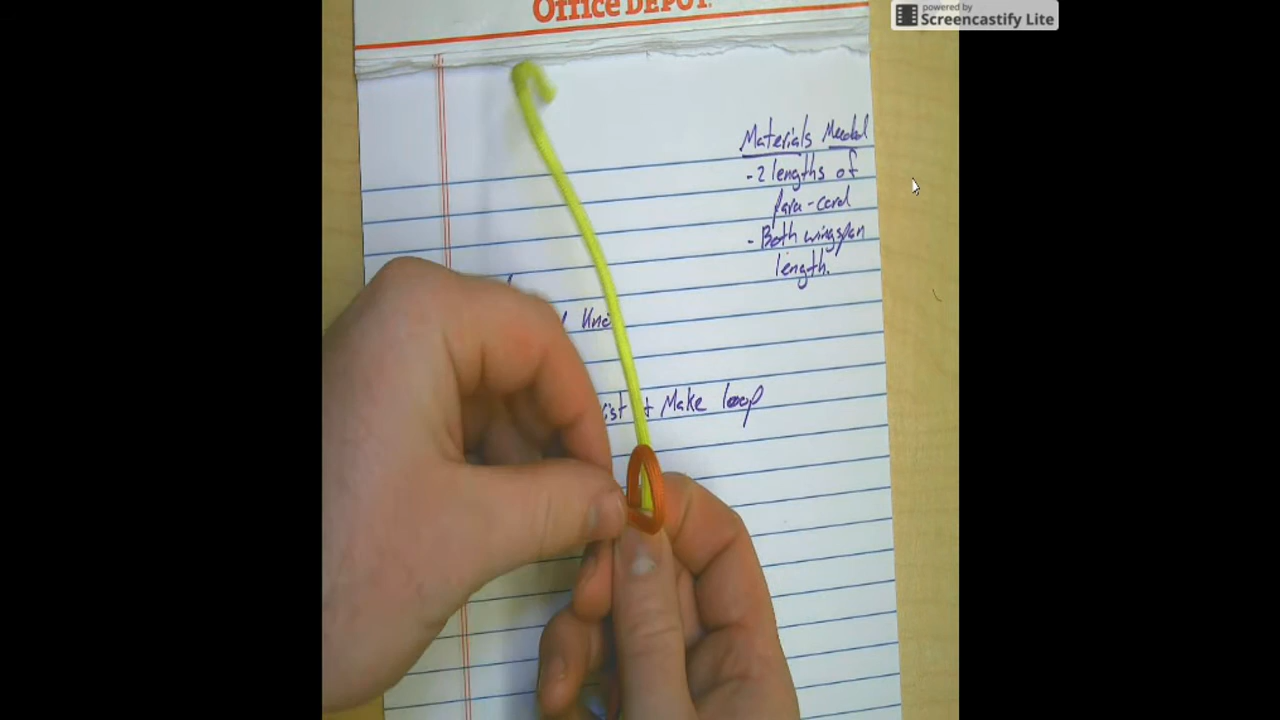 Office DEPOT.
powered by
Screencastify Lite
Materials Needed
- 2 lengths of
para-cord
- Both wingspan
length.
Make loop